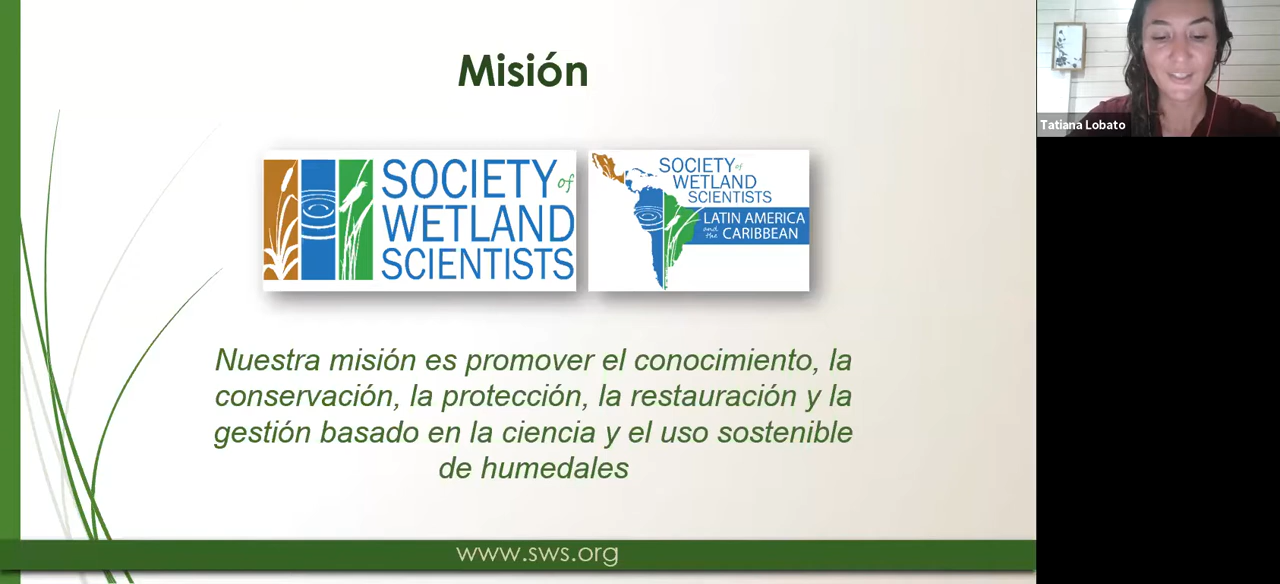 Misión
SOCIETY of
WETLAND
SCIENTISTS
SOCIETY of
WETLAND
SCIENTISTS
LATIN AMERICA
and the CARIBBEAN
Tatiana Lobato
Nuestra misión es promover el conocimiento, la
conservación, la protección, la restauración y la
gestión basado en la ciencia y el uso sostenible
de humedales
www.sws.org